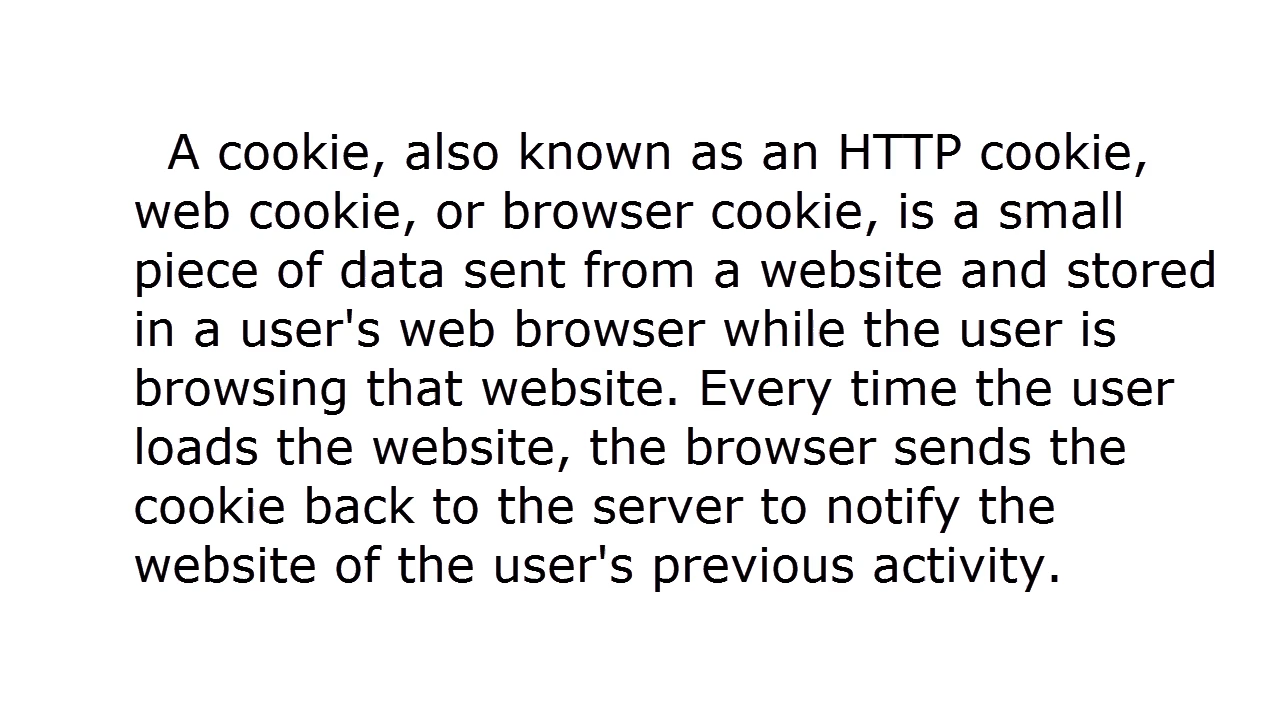 A cookie, also known as an HTTP cookie,
web cookie, or browser cookie, is a small
piece of data sent from a website and stored
in a user's web browser while the user is
browsing that website. Every time the user
loads the website, the browser sends the
cookie back to the server to notify the
website of the user's previous activity.